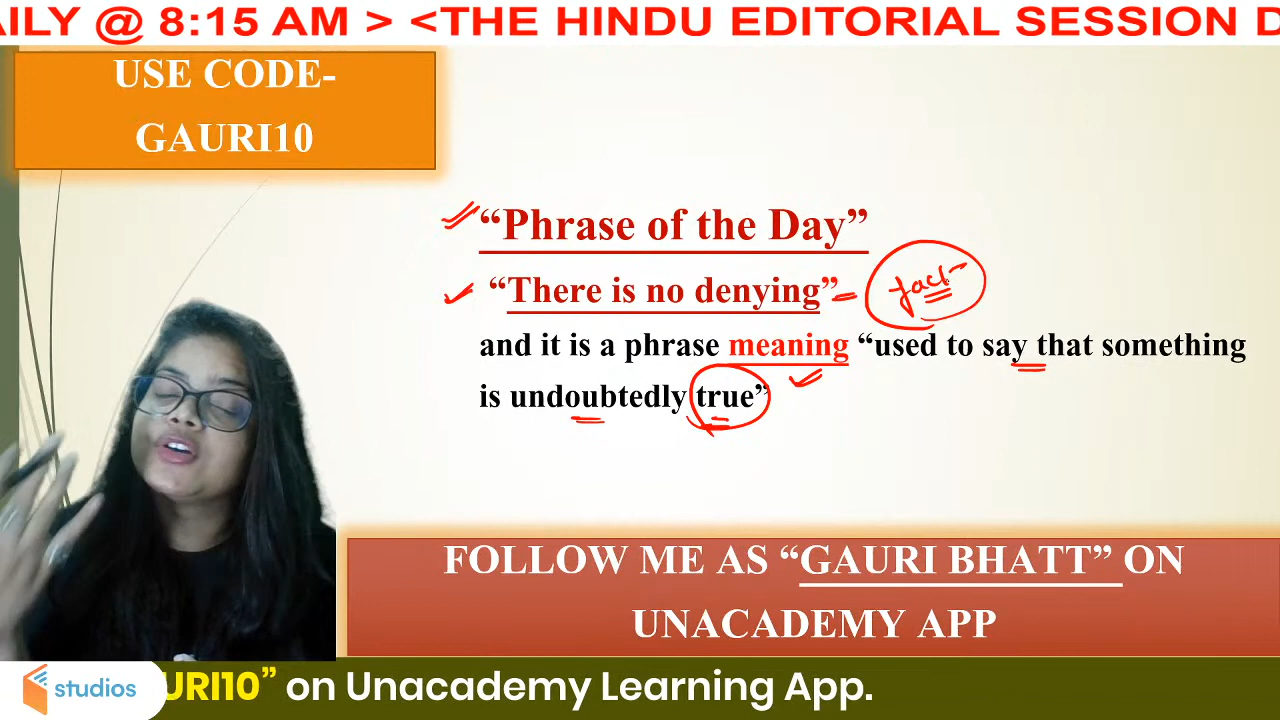 AILY @ 8:15 AM > <THE HINDU EDITORIAL SESSION D
USE CODE-
GAURI10
“Phrase of the Day”
“There is no denying” – fact
and it is a phrase meaning “used to say that something
is undoubtedly true”
FOLLOW ME AS “GAURI BHATT” ON
UNACADEMY APP
studios URI10” on Unacademy Learning App.